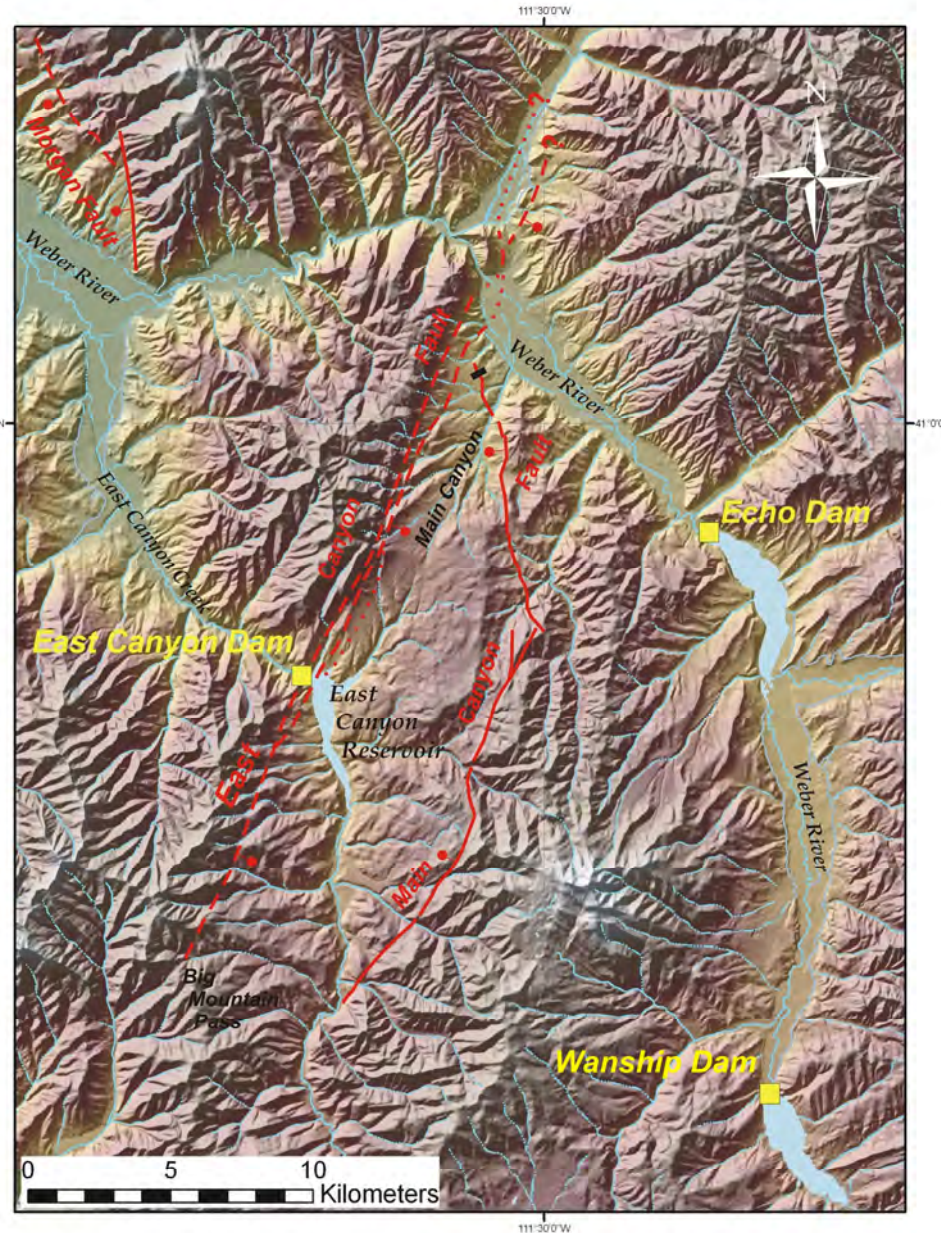 111°30'0"W
N
?
?
Morgan Fault
Weber River
Fault
Weber River
N
41°0'0
Main Canyon
Fault
Echo Dam
East Canyon Creek
Canyon
East Canyon Dam
East
Canyon
Reservoir
Canyon
East
Weber River
Main
Big
Mountain
Pass
Wanship Dam
0 5 10
Kilometers
111°30'0"W